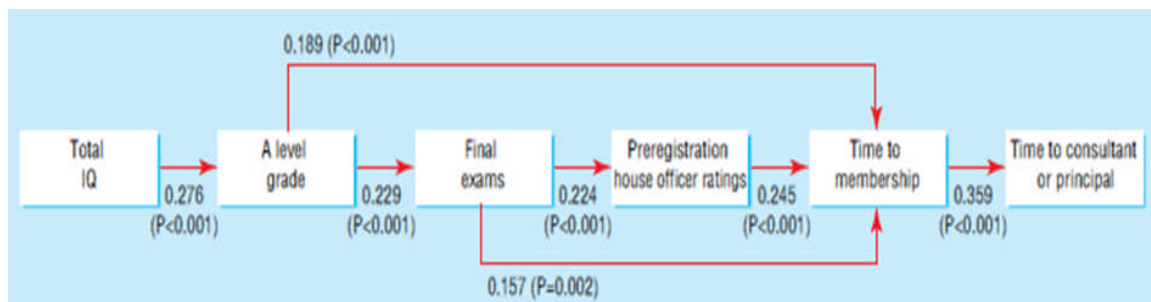 0.189 (P<0.001)
Total
IQ
A level
grade
Final
exams
Preregistration
house officer ratings
Time to
membership
Time to consultant
or principal
0.276
(P<0.001)
0.229
(P<0.001)
0.224
(P<0.001)
0.245
(P<0.001)
0.359
(P<0.001)
0.157 (P=0.002)